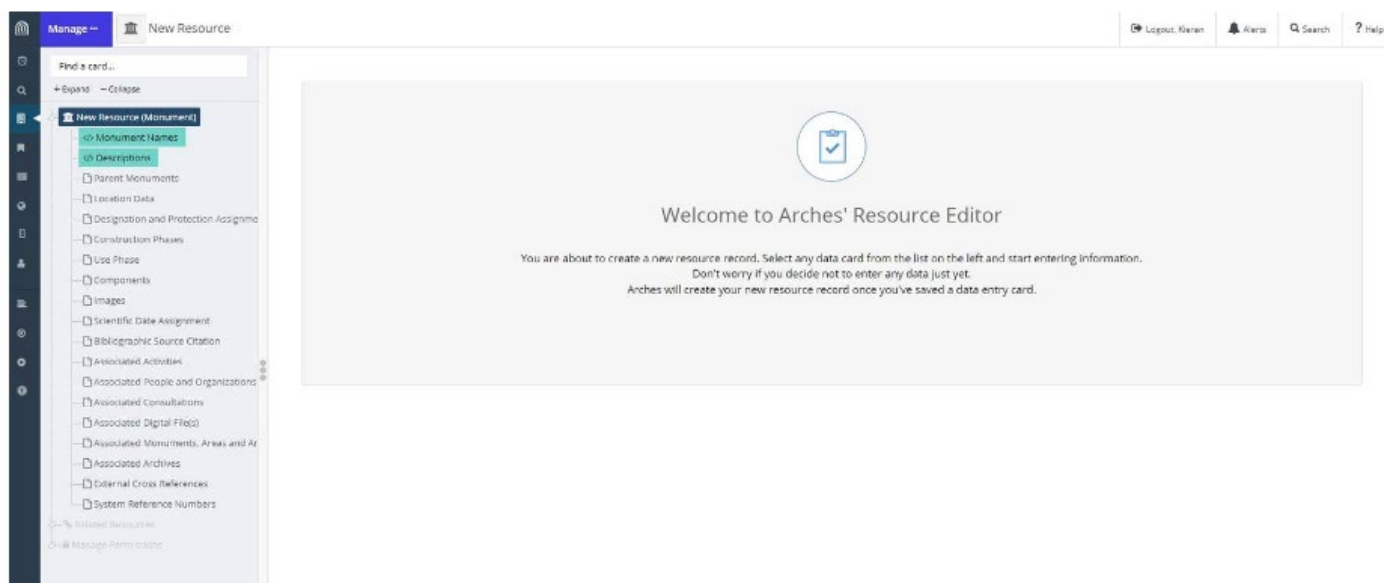 Manage
New Resource
Logout, Kieran
Alerts
Search
? Help
Find a card...
+ Expand
− Collapse
New Resource (Monument)
</> Monument Names
</> Descriptions
Parent Monuments
Location Data
Designation and Protection Assignme
Construction Phases
Use Phase
Components
Images
Scientific Date Assignment
Bibliographic Source Citation
Associated Activities
Associated People and Organizations
Associated Consultations
Associated Digital File(s)
Associated Monuments, Areas and Ar
Associated Archives
External Cross References
System Reference Numbers
Related Resources
Manage Permissions
Welcome to Arches' Resource Editor
You are about to create a new resource record. Select any data card from the list on the left and start entering information.
Don't worry if you decide not to enter any data just yet.
Arches will create your new resource record once you've saved a data entry card.